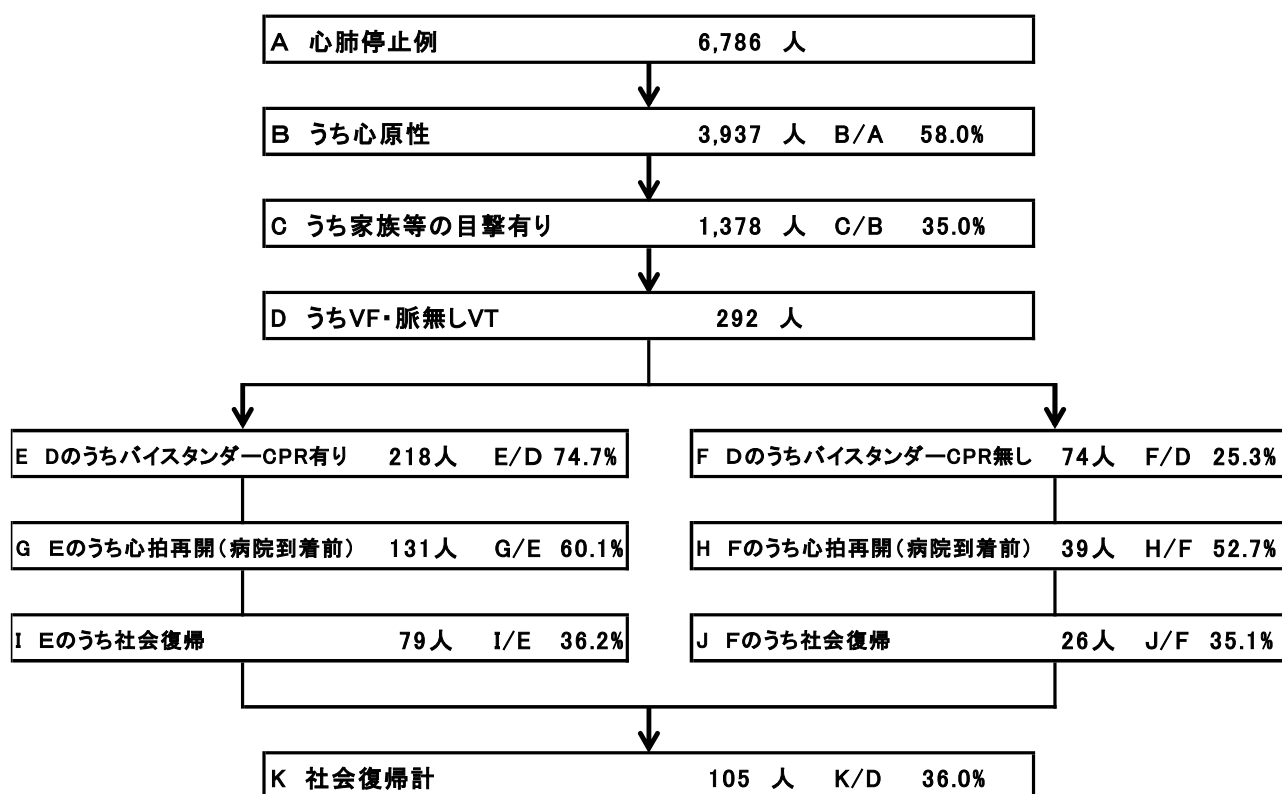 A 心肺停止例 6,786 人
B うち心原性 3,937 人 B/A 58.0%
C うち家族等の目撃有り 1,378 人 C/B 35.0%
D うちVF・脈無しVT 292 人
E Dのうちバイスタンダーcpr有り 218人 E/D 74.7%
F Dのうちバイスタンダーcpr無し 74人 F/D 25.3%
G Eのうち心拍再開（病院到着前） 131人 G/E 60.1%
H Fのうち心拍再開（病院到着前） 39人 H/F 52.7%
I Eのうち社会復帰 79人 I/E 36.2%
J Fのうち社会復帰 26人 J/F 35.1%
K 社会復帰計 105 人 K/D 36.0%